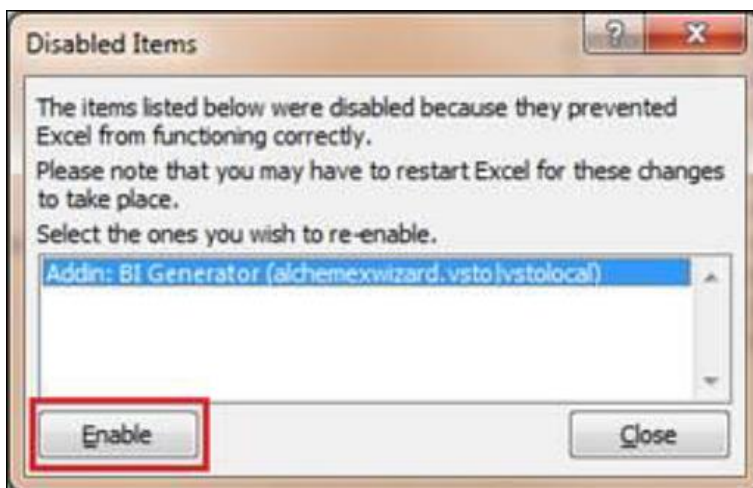 Disabled Items
The items listed below were disabled because they prevented
Excel from functioning correctly.
Please note that you may have to restart Excel for these changes
to take place.
Select the ones you wish to re-enable.
Addin: BI Generator (alchemexwizard.vsto|vstolocal)
Enable
Close